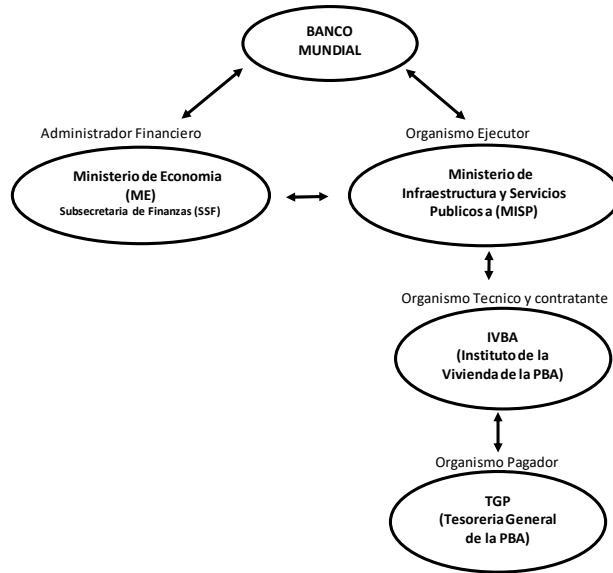 BANCO
MUNDIAL
Administrador Financiero
Organismo Ejecutor
Ministerio de Economia
(ME)
Subsecretaria de Finanzas (SSF)
Ministerio de
Infraestructura y Servicios
Publicos a (MISP)
Organismo Tecnico y contratante
IVBA
(Instituto de la
Vivienda de la PBA)
Organismo Pagador
TGP
(Tesoreria General
de la PBA)